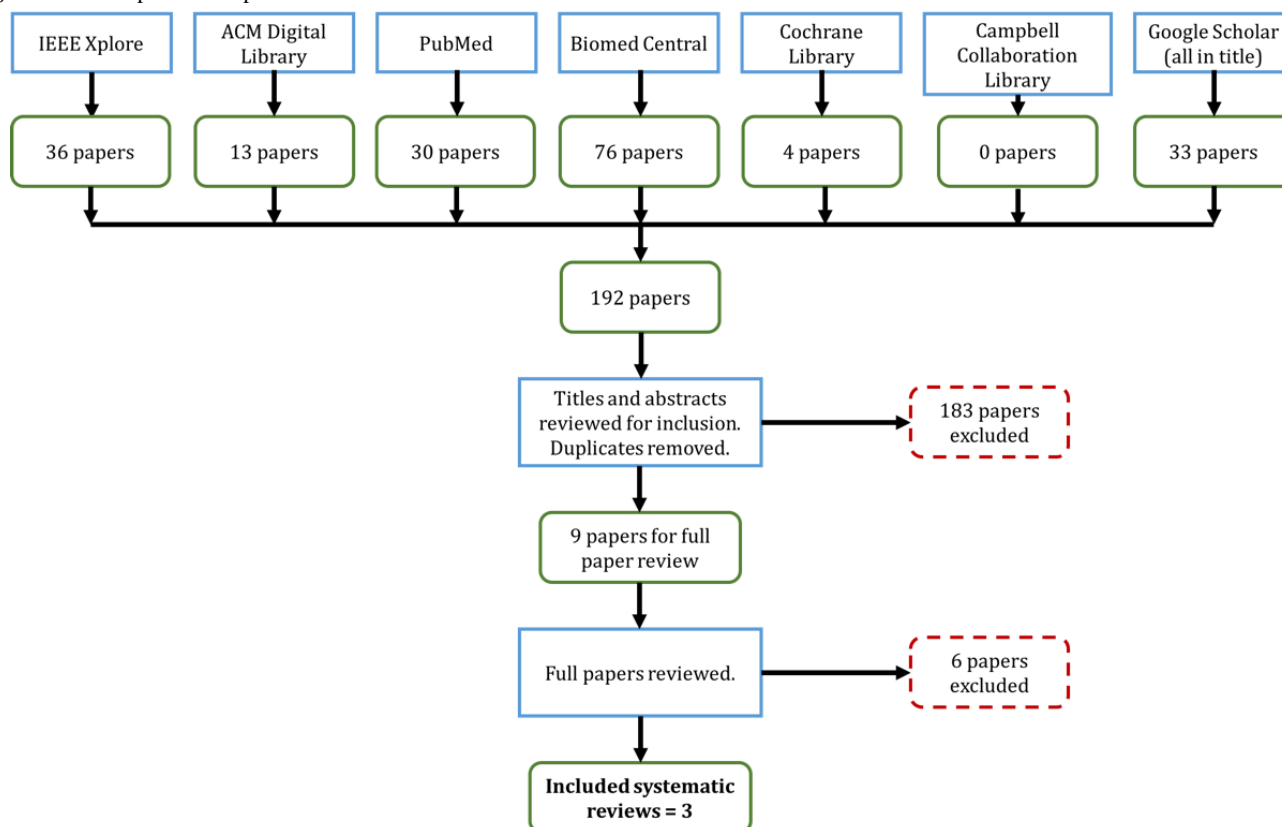 IEEE Xplore
ACM Digital
Library
PubMed
Biomed Central
Cochrane
Library
Campbell
Collaboration
Library
Google Scholar
(all in title)
36 papers
13 papers
30 papers
76 papers
4 papers
0 papers
33 papers
192 papers
Titles and abstracts
reviewed for inclusion.
Duplicates removed.
183 papers
excluded
9 papers for full
paper review
Full papers reviewed.
6 papers
excluded
Included systematic
reviews = 3